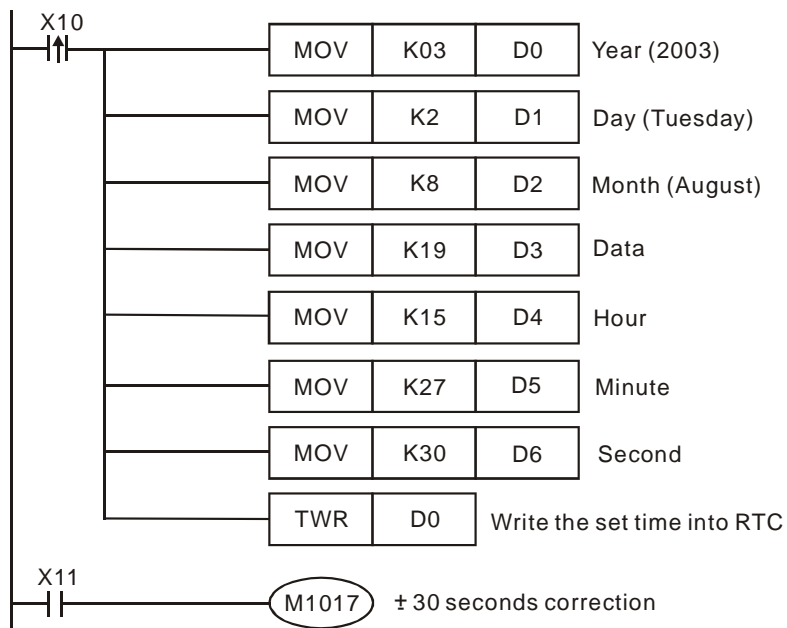 X10
MOV K03 D0 Year (2003)
MOV K2 D1 Day (Tuesday)
MOV K8 D2 Month (August)
MOV K19 D3 Data
MOV K15 D4 Hour
MOV K27 D5 Minute
MOV K30 D6 Second
TWR D0 Write the set time into RTC
X11
M1017 ± 30 seconds correction